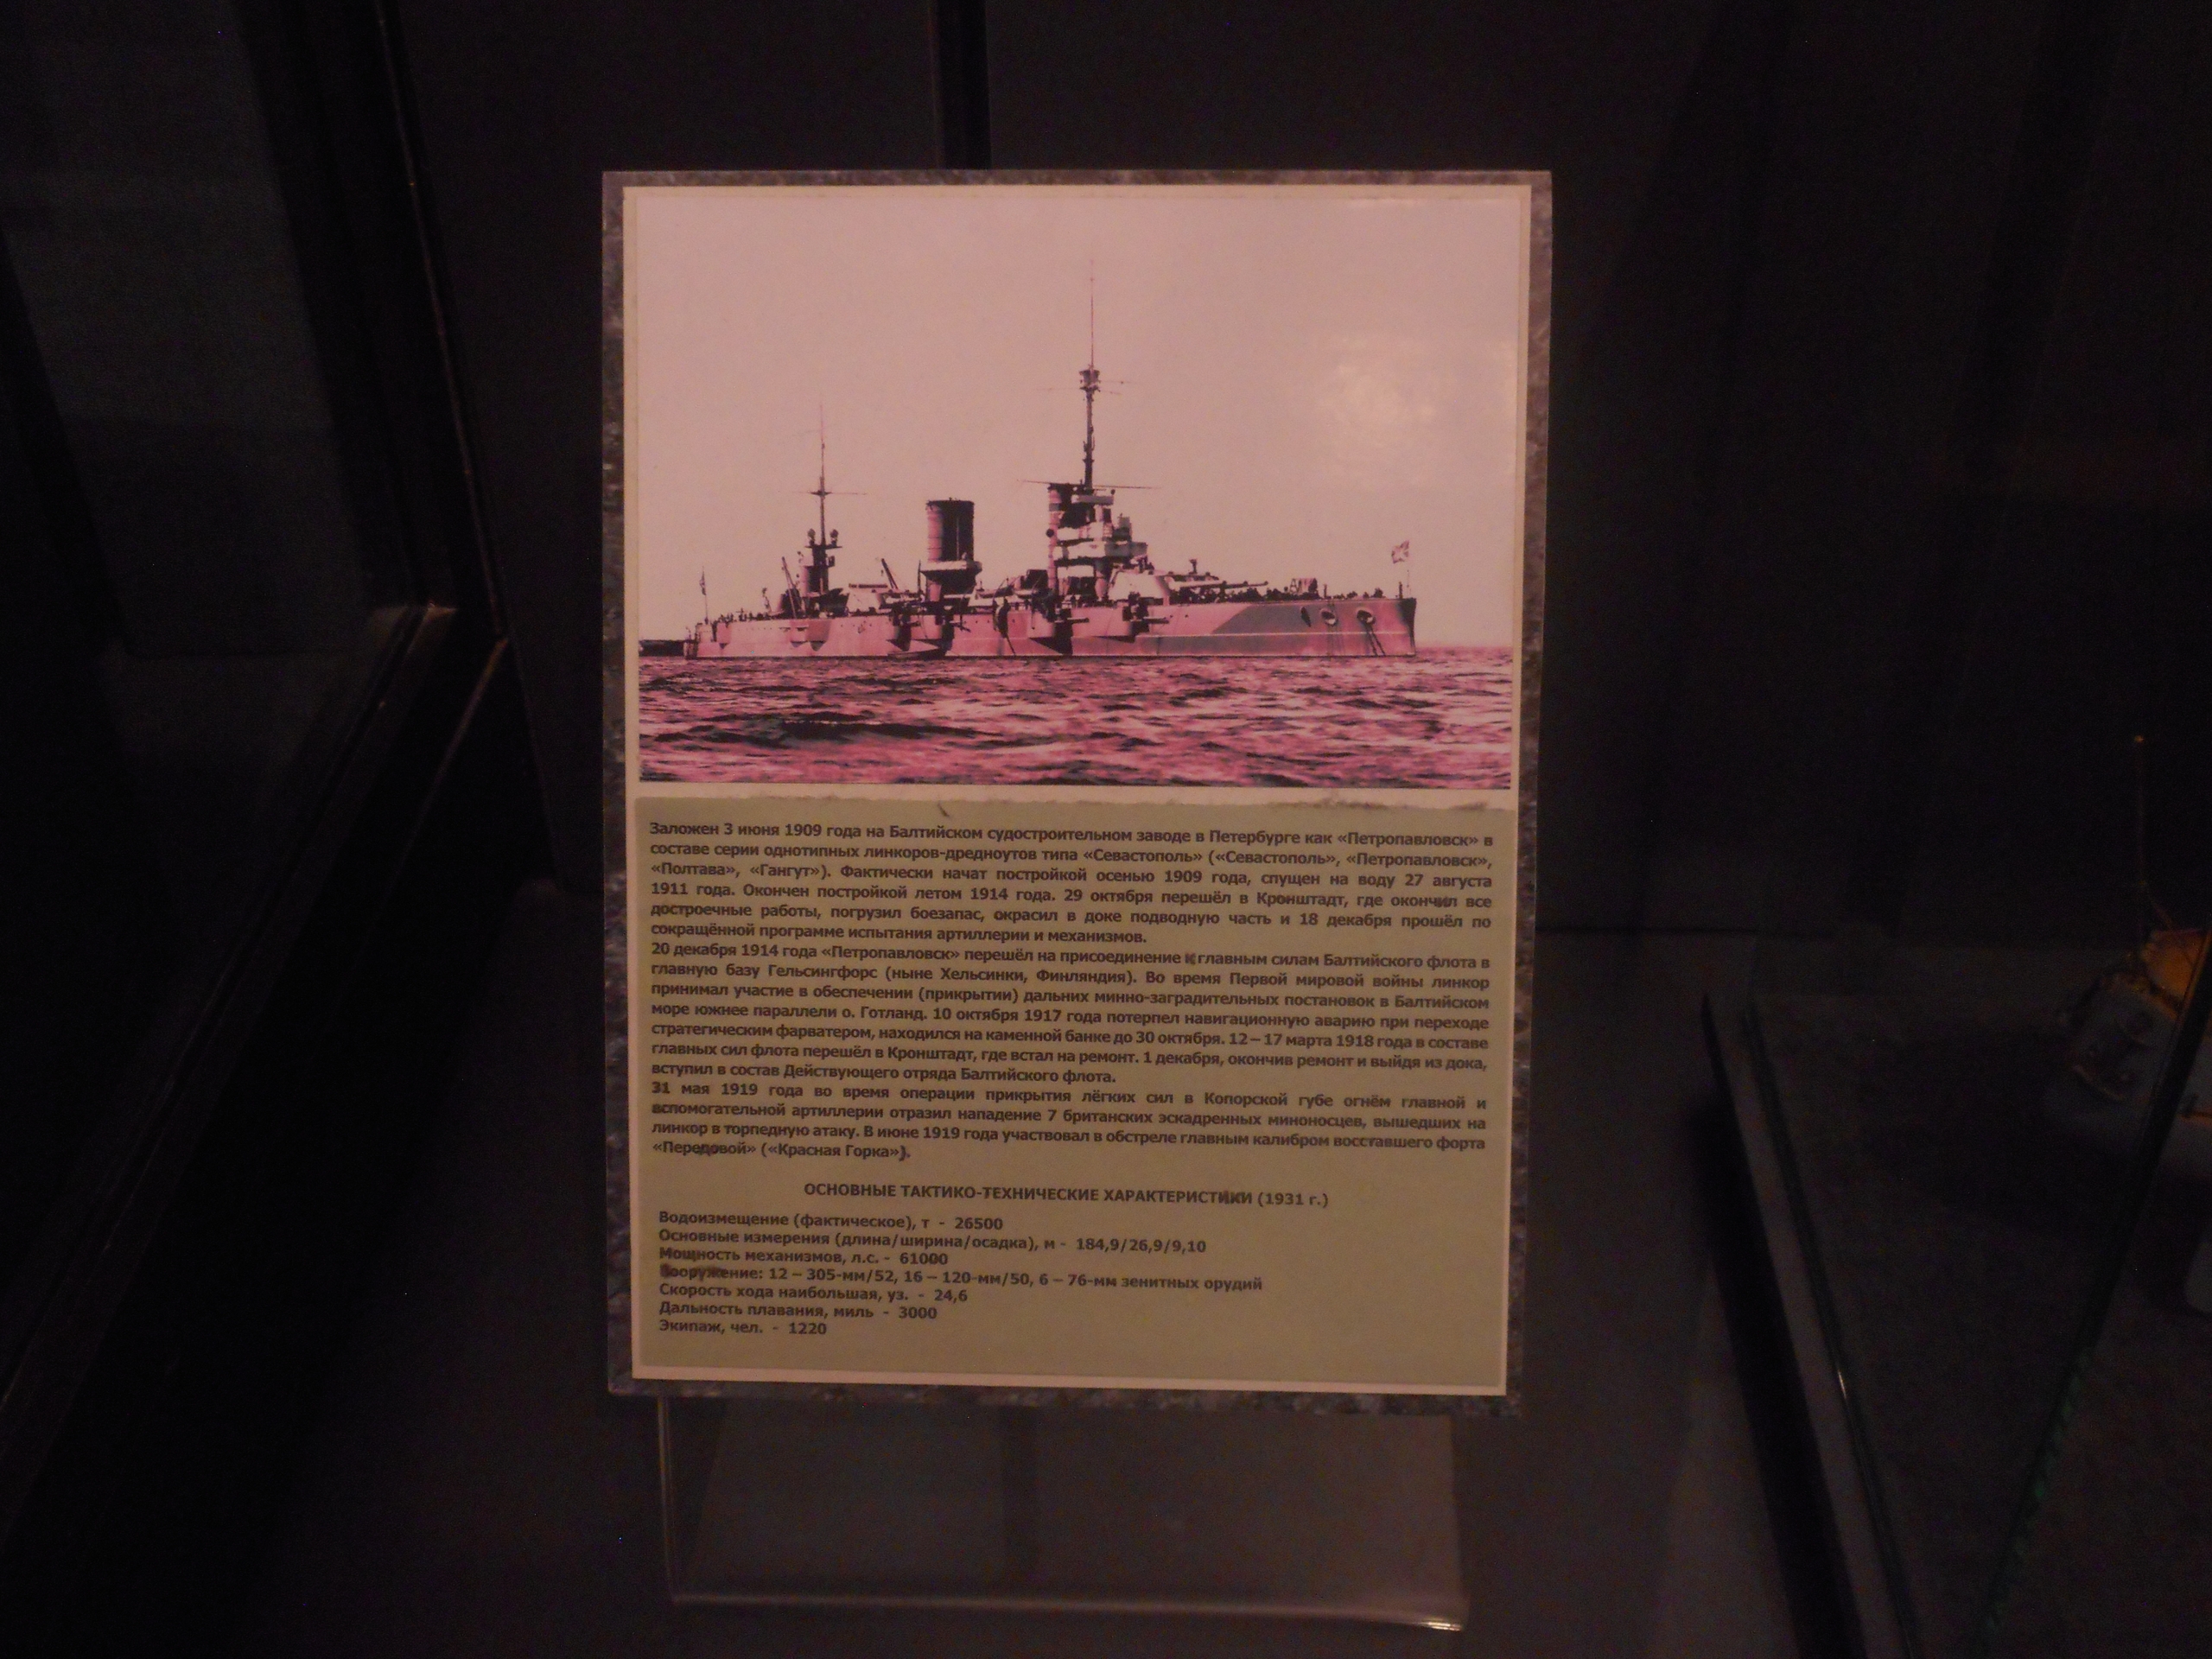 Заложен 3 июня 1909 года на Балтийском судостроительном заводе в Петербурге как «Петропавловск» в
составе серии однотипных линкоров-дредноутов типа «Севастополь» («Севастополь», «Петропавловск»,
«Полтава», «Гангут»). Фактически начат постройкой осенью 1909 года, спущен на воду 27 августа
1911 года. Окончен постройкой летом 1914 года. 29 октября перешёл в Кронштадт, где окончил все
достроечные работы, погрузил боезапас, окрасил в доке подводную часть и 18 декабря прошёл по
сокращённой программе испытания артиллерии и механизмов.
20 декабря 1914 года «Петропавловск» перешёл на присоединение к главным силам Балтийского флота в
главную базу Гельсингфорс (ныне Хельсинки, Финляндия). Во время Первой мировой войны линкор
принимал участие в обеспечении (прикрытии) дальних минно-заградительных постановок в Балтийском
море южнее параллели о. Готланд. 10 октября 1917 года потерпел навигационную аварию при переходе
стратегическим фарватером, находился на каменной банке до 30 октября. 12 – 17 марта 1918 года в составе
главных сил флота перешёл в Кронштадт, где встал на ремонт. 1 декабря, окончив ремонт и выйдя из дока,
вступил в состав Действующего отряда Балтийского флота.
31 мая 1919 года во время операции прикрытия лёгких сил в Копорской губе огнём главной и
вспомогательной артиллерии отразил нападение 7 британских эскадренных миноносцев, вышедших на
линкор в торпедную атаку. В июне 1919 года участвовал в обстреле главным калибром восставшего форта
«Передовой» («Красная Горка»).
ОСНОВНЫЕ ТАКТИКО-ТЕХНИЧЕСКИЕ ХАРАКТЕРИСТИКИ (1931 г.)
Водоизмещение (фактическое), т - 26500
Основные измерения (длина/ширина/осадка), м - 184,9/26,9/9,10
Мощность механизмов, л.с. - 61000
Вооружение: 12 – 305-мм/52, 16 – 120-мм/50, 6 – 76-мм зенитных орудий
Скорость хода наибольшая, уз. - 24,6
Дальность плавания, миль - 3000
Экипаж, чел. - 1220